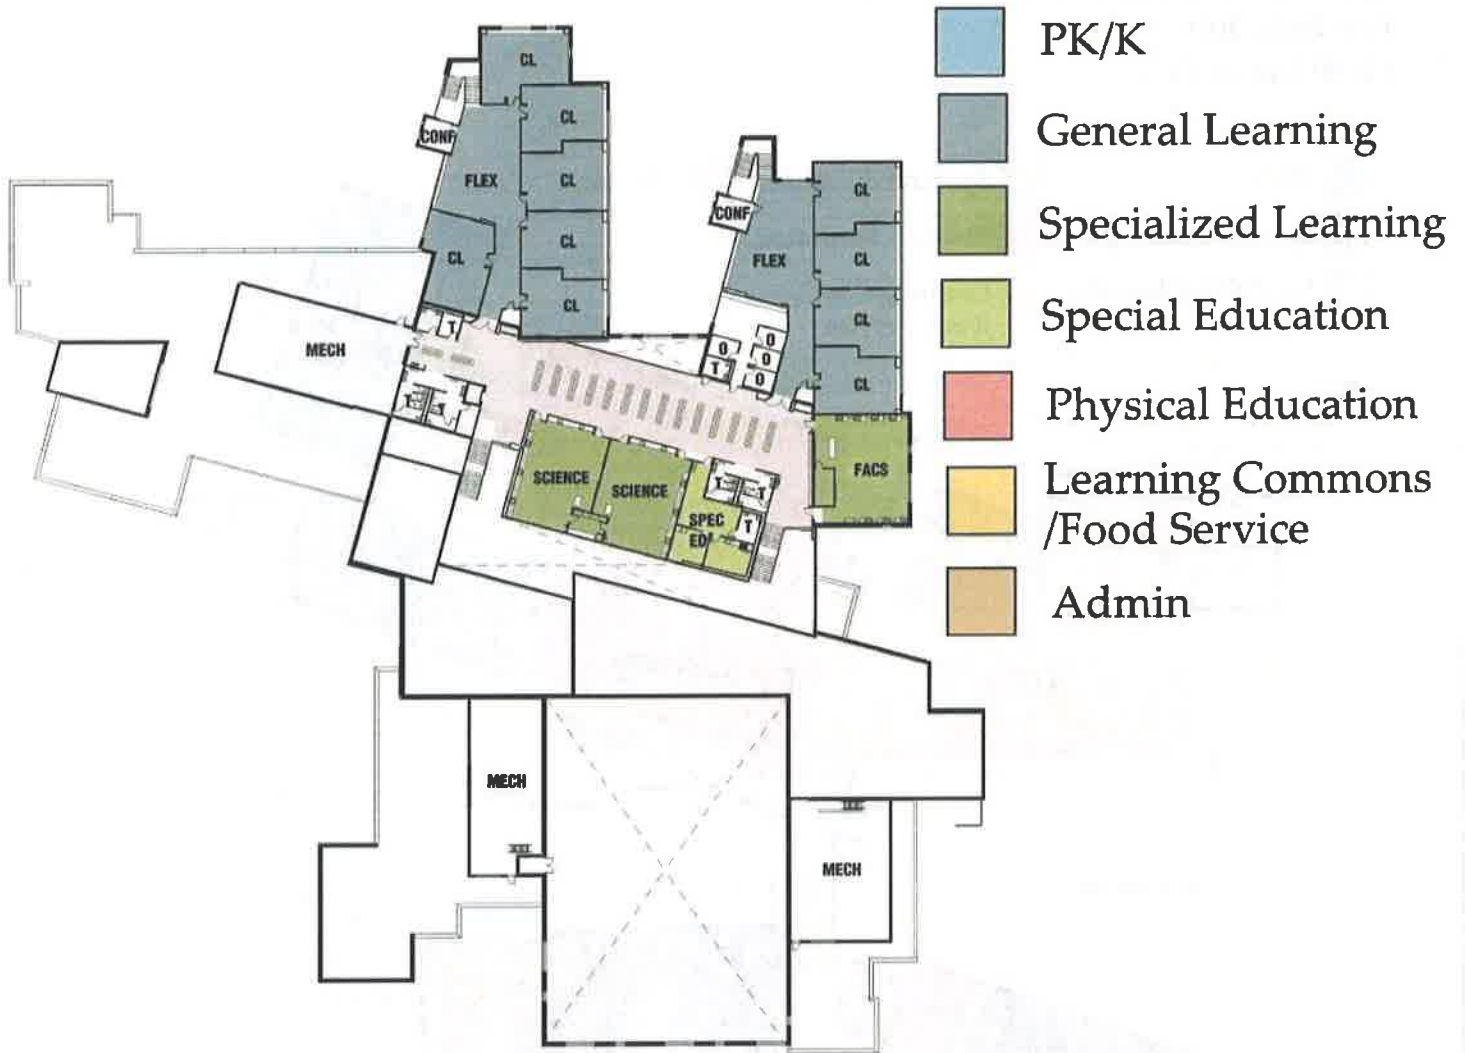 PK/K
General Learning
Specialized Learning
Special Education
Physical Education
Learning Commons
/Food Service
Admin
CL
CONF
CL
FLEX
CL
CL
CL
CL
T
MECH
T
T
CONF
CL
FLEX
CL
CL
CL
O
O
O
T
O
SCIENCE
SCIENCE
SPEC
ED
T
T
T
FACS
MECH
MECH